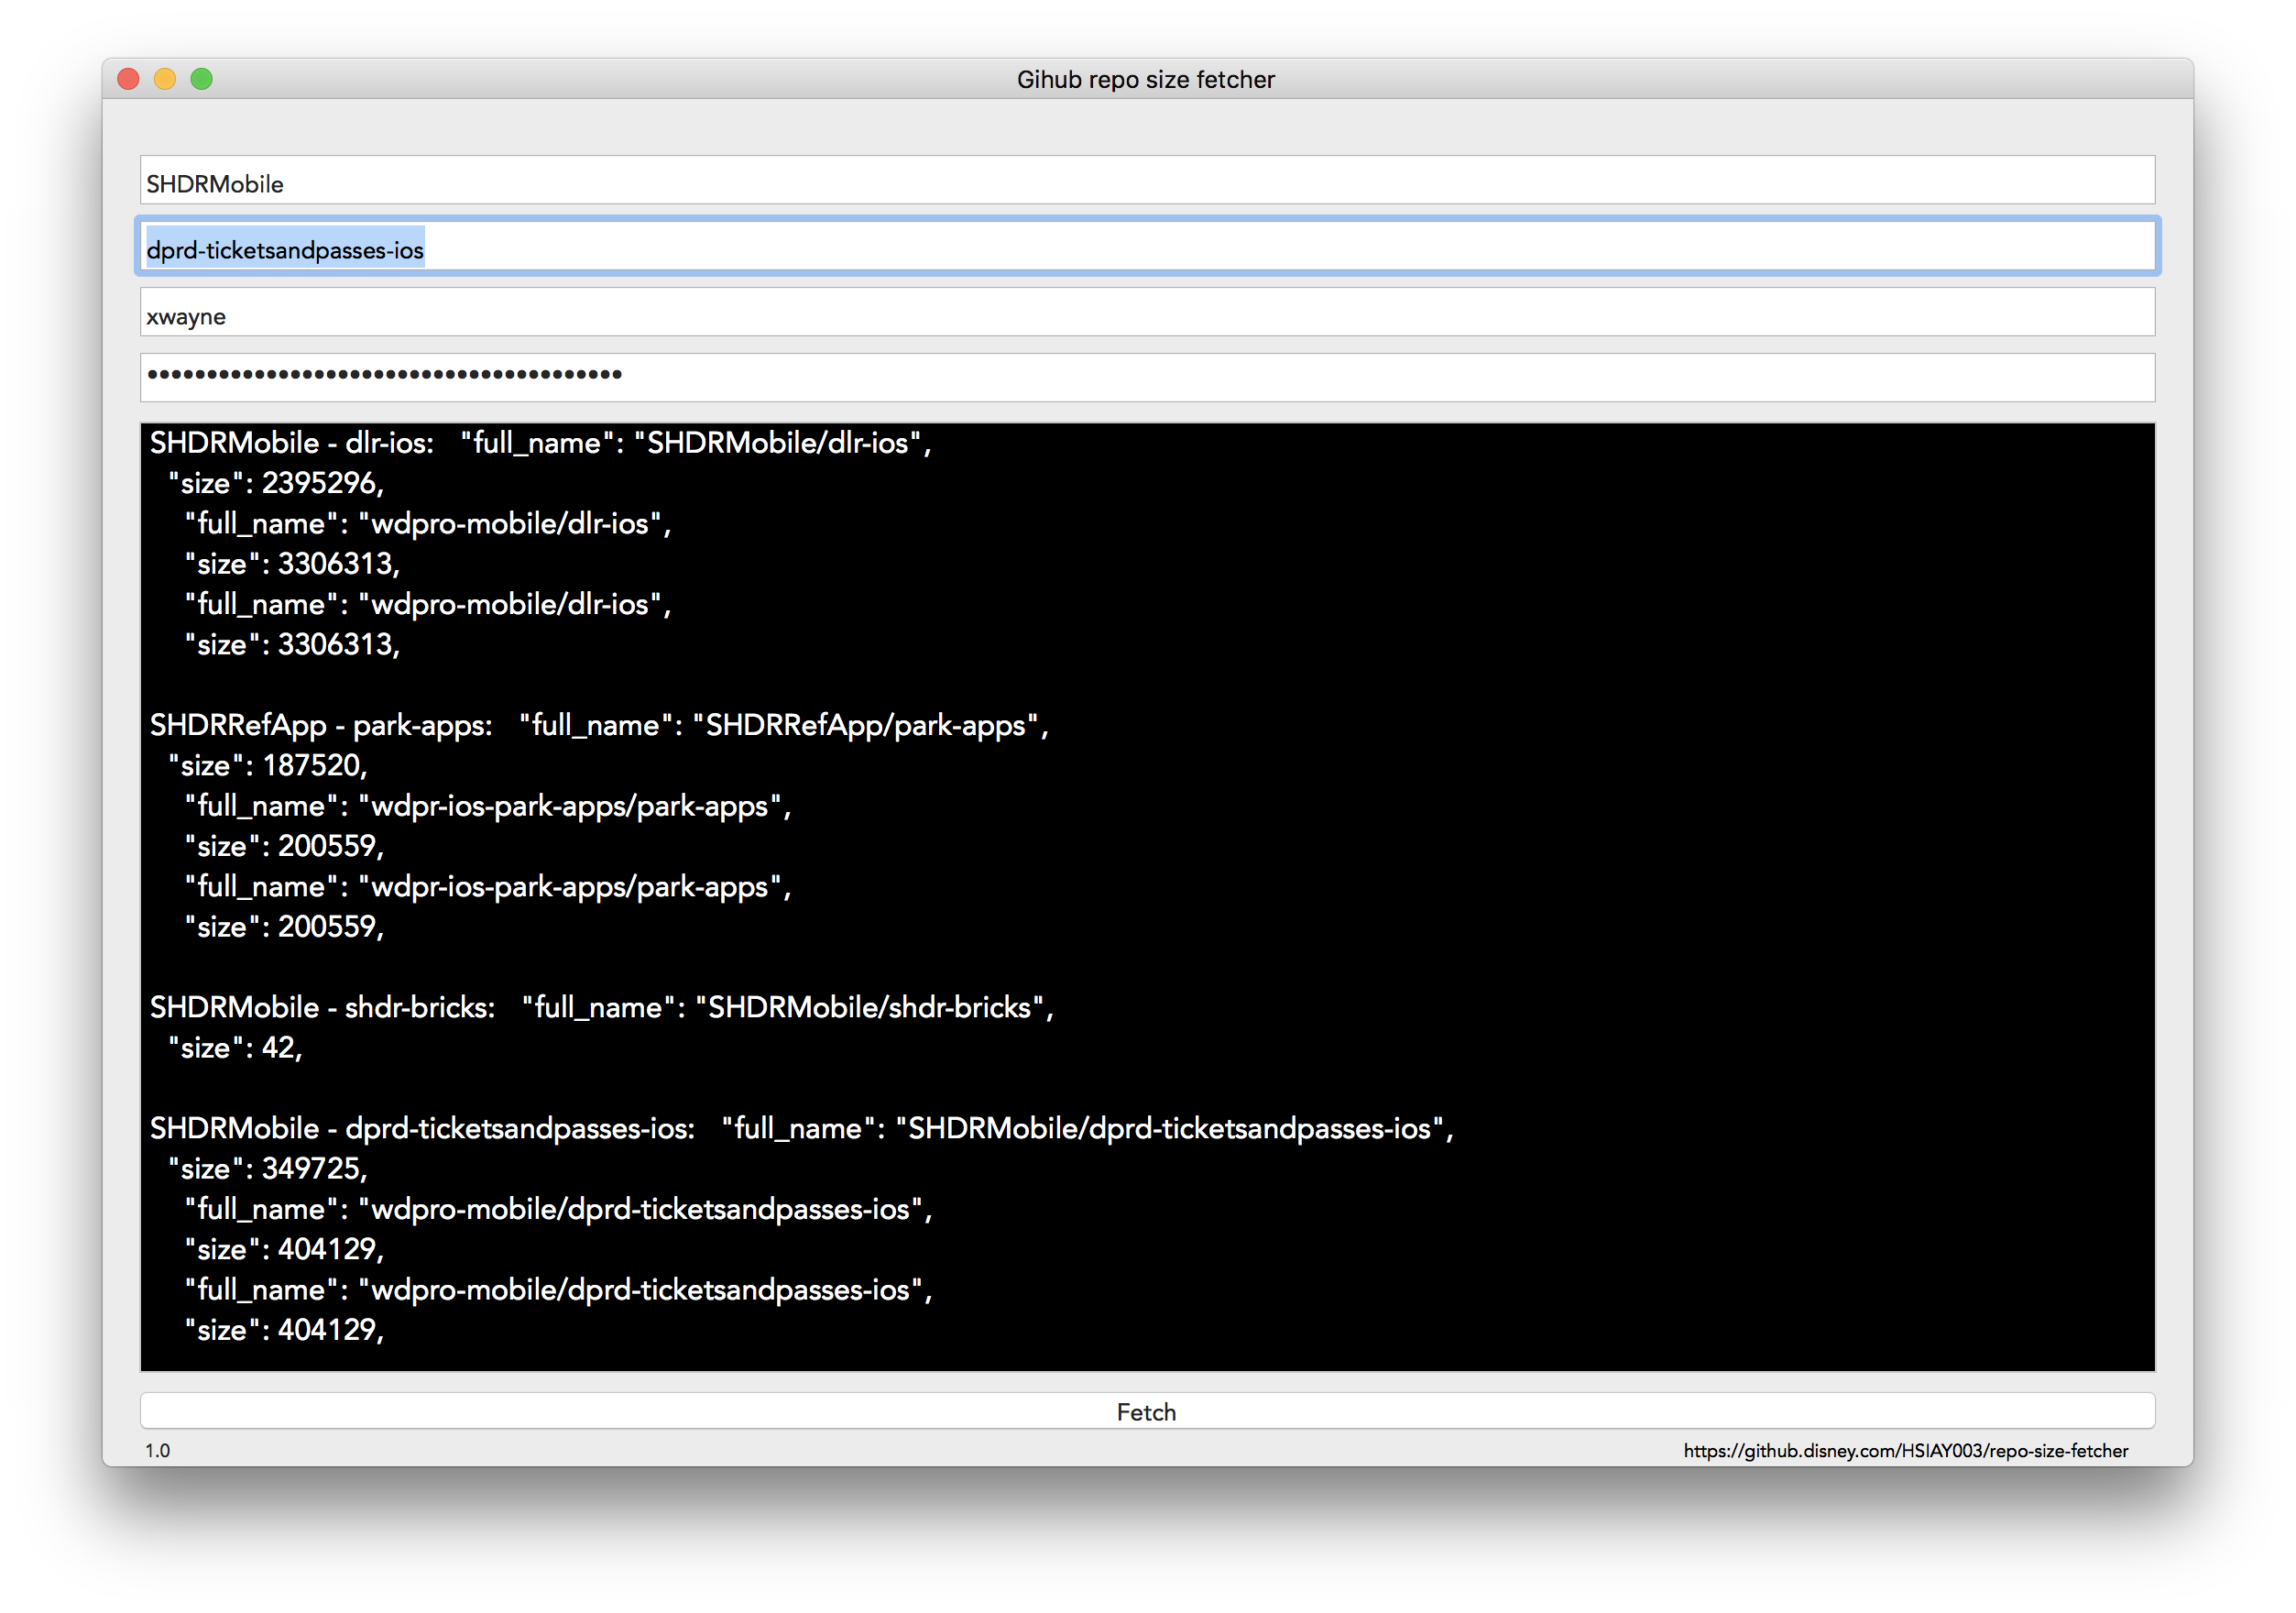 Gihub repo size fetcher
SHDRMobile
dprd-ticketsandpasses-ios
xwayne
••••••••••••••••••••••••••••••••••••••••
SHDRMobile - dlr-ios:   "full_name": "SHDRMobile/dlr-ios",
"size": 2395296,
"full_name": "wdpro-mobile/dlr-ios",
"size": 3306313,
"full_name": "wdpro-mobile/dlr-ios",
"size": 3306313,
SHDRRefApp - park-apps:   "full_name": "SHDRRefApp/park-apps",
"size": 187520,
"full_name": "wdpr-ios-park-apps/park-apps",
"size": 200559,
"full_name": "wdpr-ios-park-apps/park-apps",
"size": 200559,
SHDRMobile - shdr-bricks:   "full_name": "SHDRMobile/shdr-bricks",
"size": 42,
SHDRMobile - dprd-ticketsandpasses-ios:   "full_name": "SHDRMobile/dprd-ticketsandpasses-ios",
"size": 349725,
"full_name": "wdpro-mobile/dprd-ticketsandpasses-ios",
"size": 404129,
"full_name": "wdpro-mobile/dprd-ticketsandpasses-ios",
"size": 404129,
Fetch
1.0 https://github.disney.com/HSIAY003/repo-size-fetcher